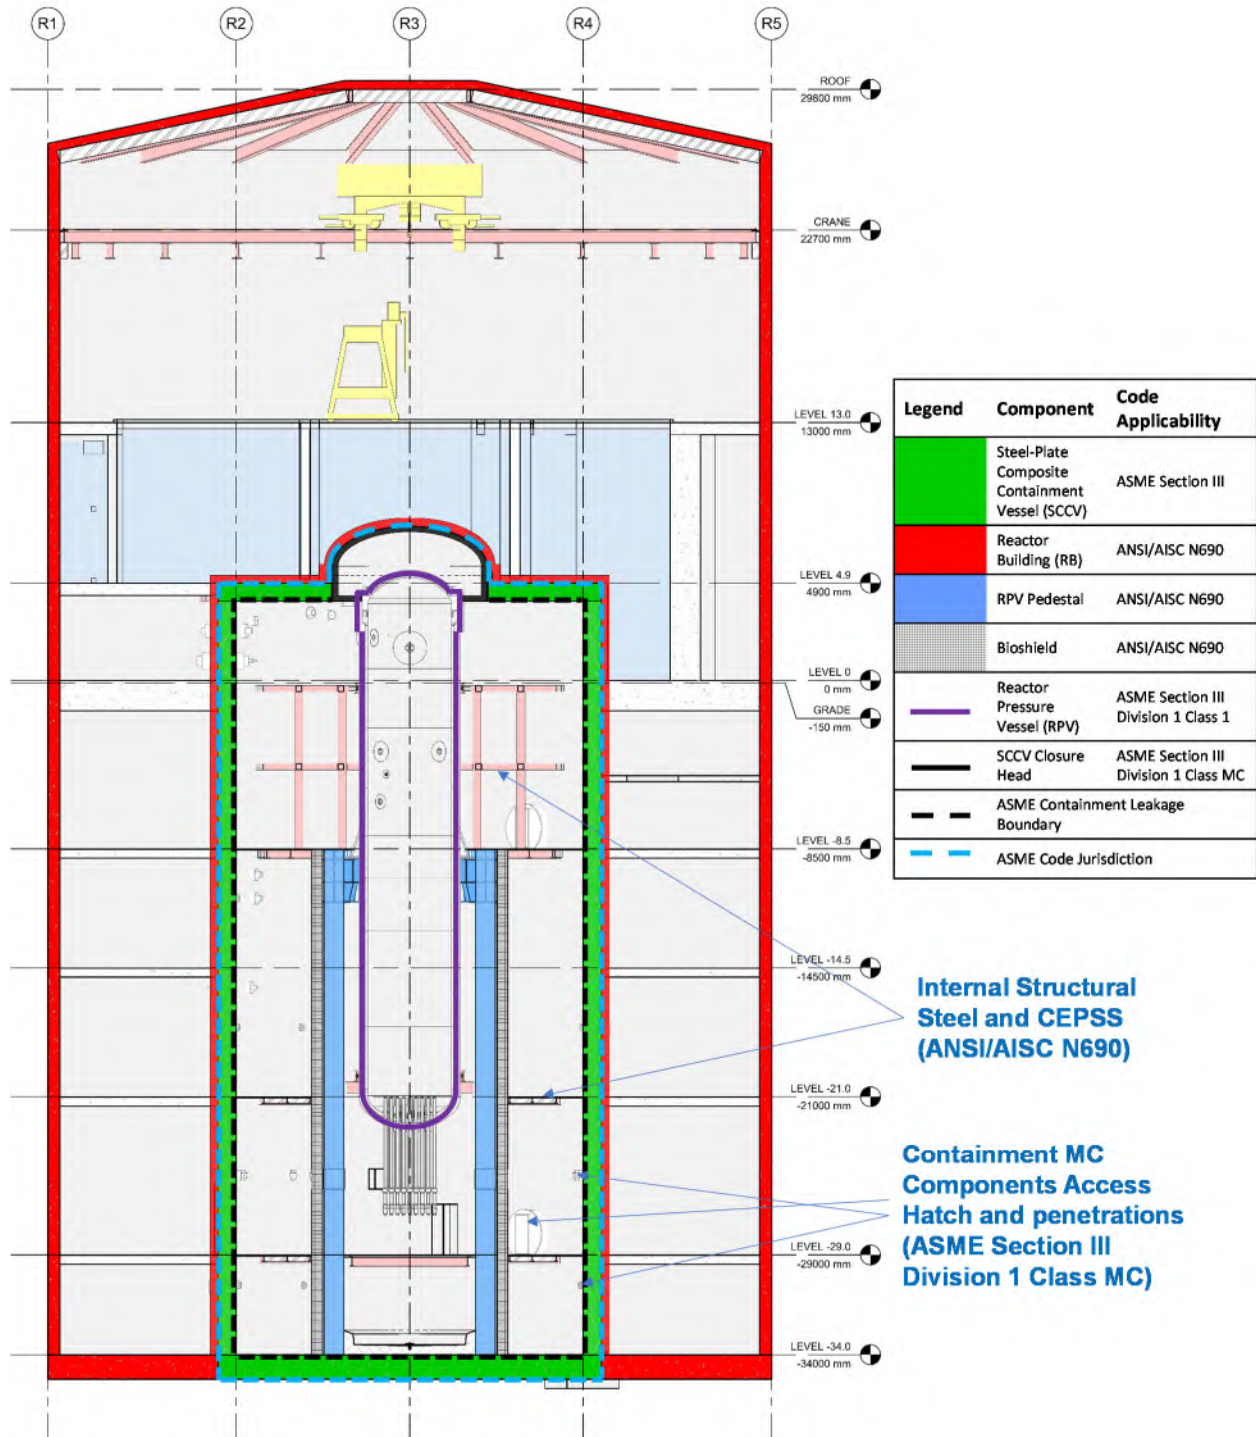 R1 R2 R3 R4 R5
ROOF
29600 mm
CRANE
22700 mm
LEVEL 13.0
13000 mm
LEVEL 4.9
4900 mm
LEVEL 0
0 mm
GRADE
-150 mm
LEVEL -8.5
-8500 mm
LEVEL -14.5
-14500 mm
LEVEL -21.0
-21000 mm
LEVEL -29.0
-29000 mm
LEVEL -34.0
-34000 mm
Legend Component Code
Applicability
Steel-Plate
Composite
Containment
Vessel (SCCV)
ASME Section III
Reactor
Building (RB)
ANSI/AISC N690
RPV Pedestal ANSI/AISC N690
Bioshield ANSI/AISC N690
Reactor
Pressure
Vessel (RPV)
ASME Section III
Division 1 Class 1
SCCV Closure
Head
ASME Section III
Division 1 Class MC
ASME Containment Leakage
Boundary
ASME Code Jurisdiction
Internal Structural
Steel and CEPSS
(ANSI/AISC N690)
Containment MC
Components Access
Hatch and penetrations
(ASME Section III
Division 1 Class MC)